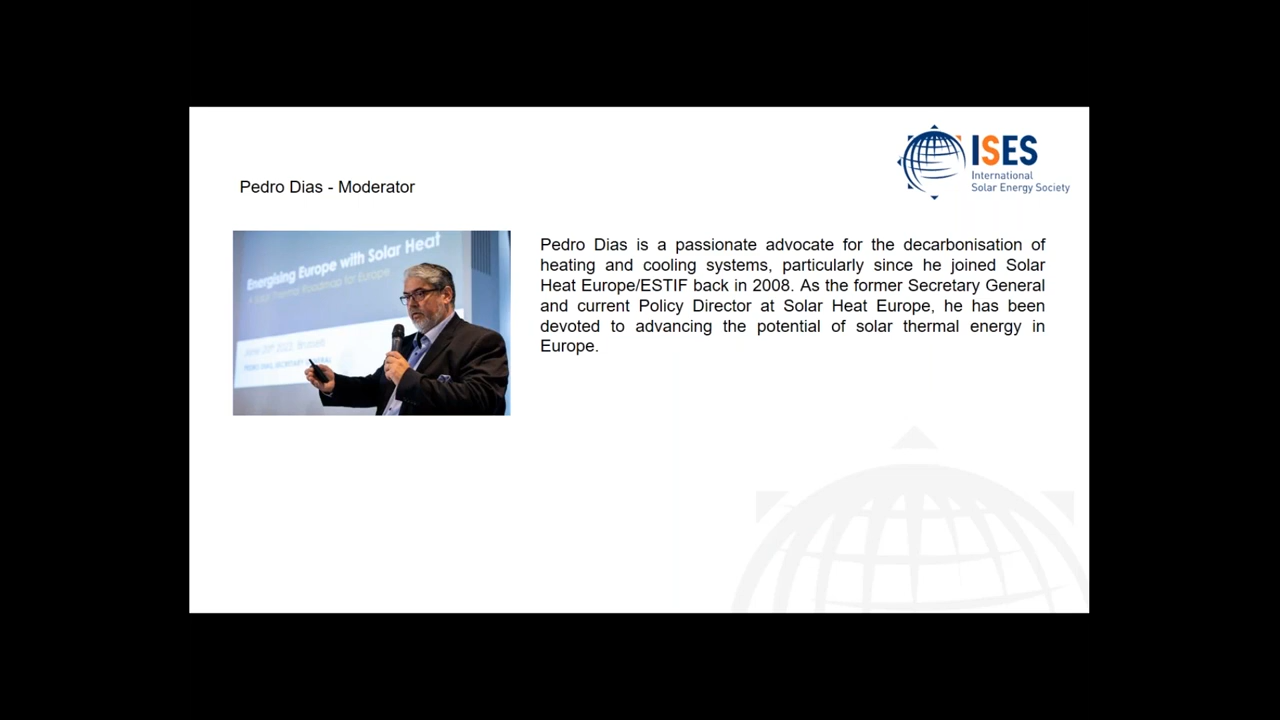 ISES
International
Solar Energy Society
Pedro Dias - Moderator
Energising Europe with Solar Heat
Pedro Dias is a passionate advocate for the decarbonisation of
heating and cooling systems, particularly since he joined Solar
Heat Europe/ESTIF back in 2008. As the former Secretary General
and current Policy Director at Solar Heat Europe, he has been
devoted to advancing the potential of solar thermal energy in
Europe.